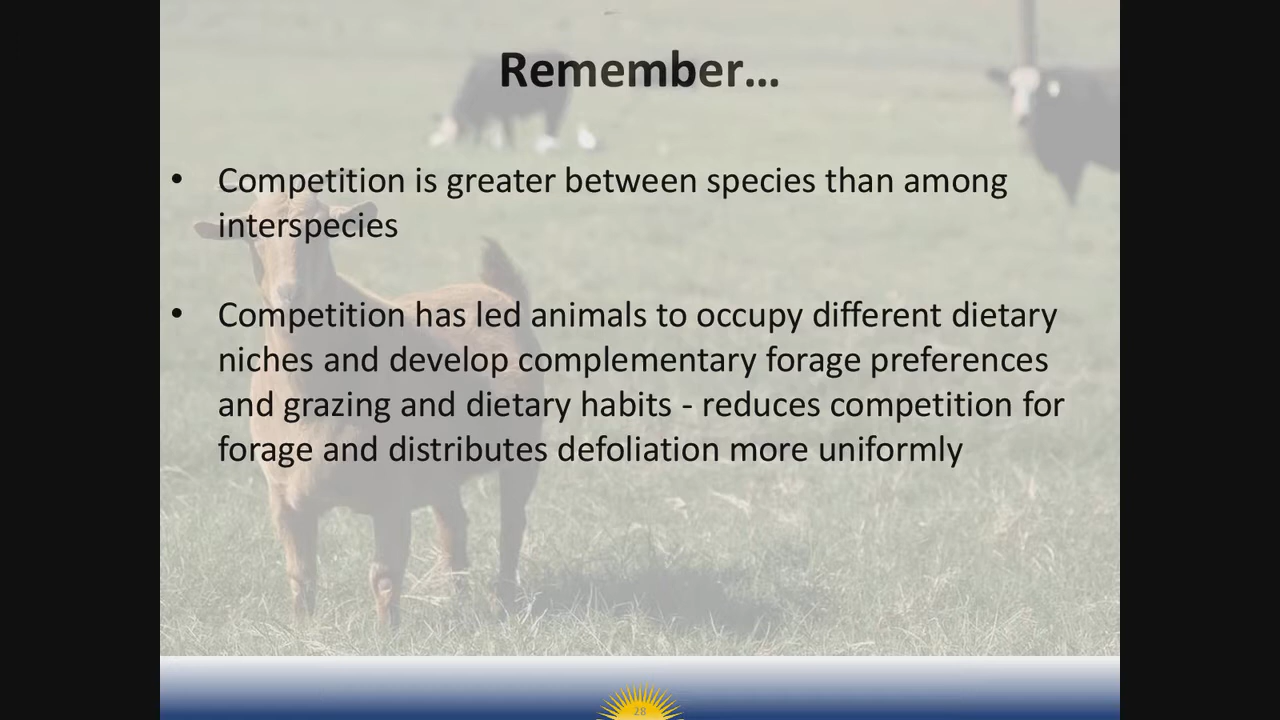 Remember…
• Competition is greater between species than among
interspecies
• Competition has led animals to occupy different dietary
niches and develop complementary forage preferences
and grazing and dietary habits - reduces competition for
forage and distributes defoliation more uniformly
28